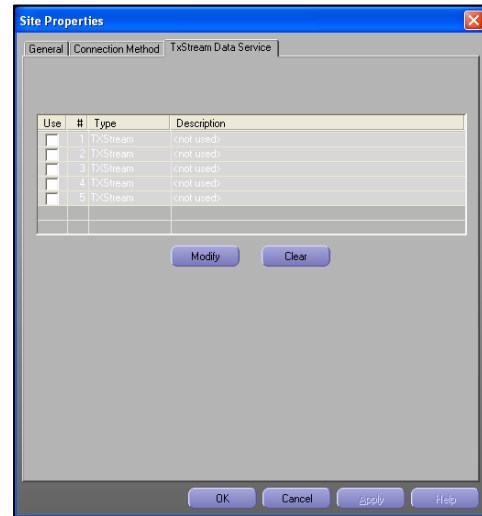 Site Properties
General Connection Method TxStream Data Service
Use # Type Description
1 TXStream <not used>
2 TXStream <not used>
3 TXStream <not used>
4 TXStream <not used>
5 TXStream <not used>
Modify Clear
OK Cancel Apply Help